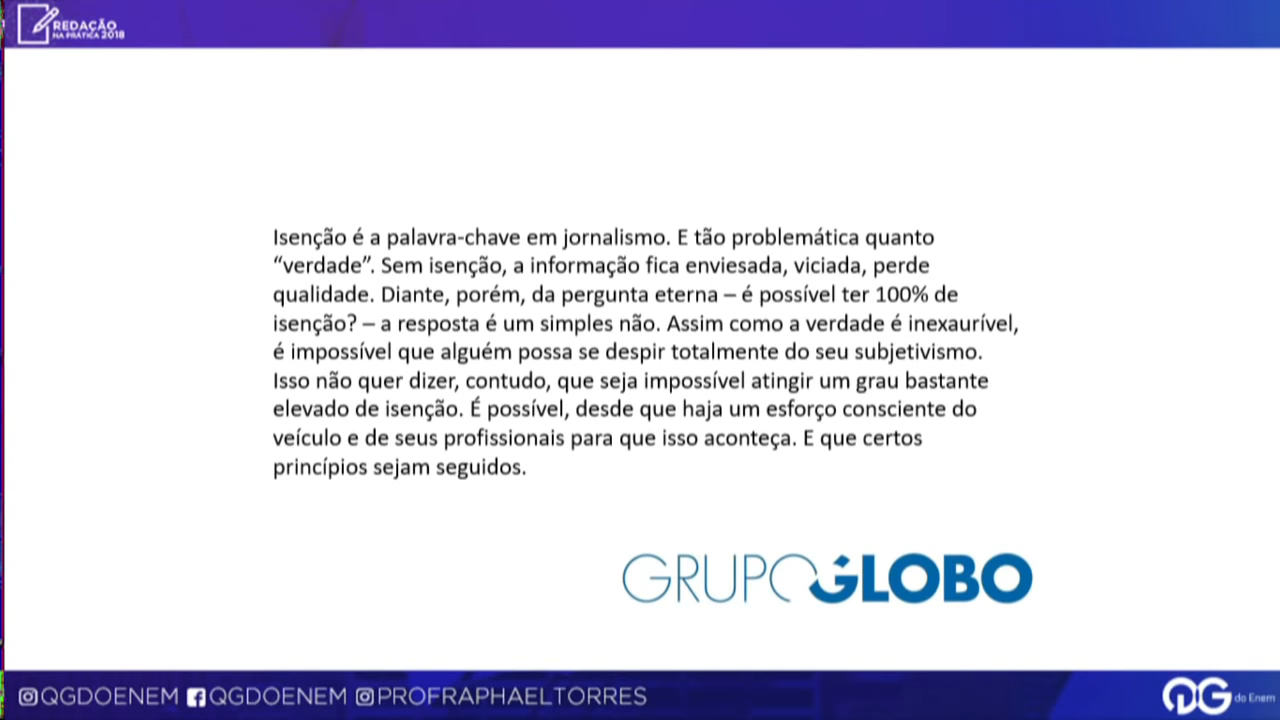 REDAÇÃO
NA PRÁTICA 2018
Isenção é a palavra-chave em jornalismo. E tão problemática quanto
“verdade”. Sem isenção, a informação fica enviesada, viciada, perde
qualidade. Diante, porém, da pergunta eterna – é possível ter 100% de
isenção? – a resposta é um simples não. Assim como a verdade é inexaurível,
é impossível que alguém possa se despir totalmente do seu subjetivismo.
Isso não quer dizer, contudo, que seja impossível atingir um grau bastante
elevado de isenção. É possível, desde que haja um esforço consciente do
veículo e de seus profissionais para que isso aconteça. E que certos
princípios sejam seguidos.
GRUPO GLOBO
@QGDOENEM QGDOENEM @PROFRAPHAELTORRES
QG do Enem